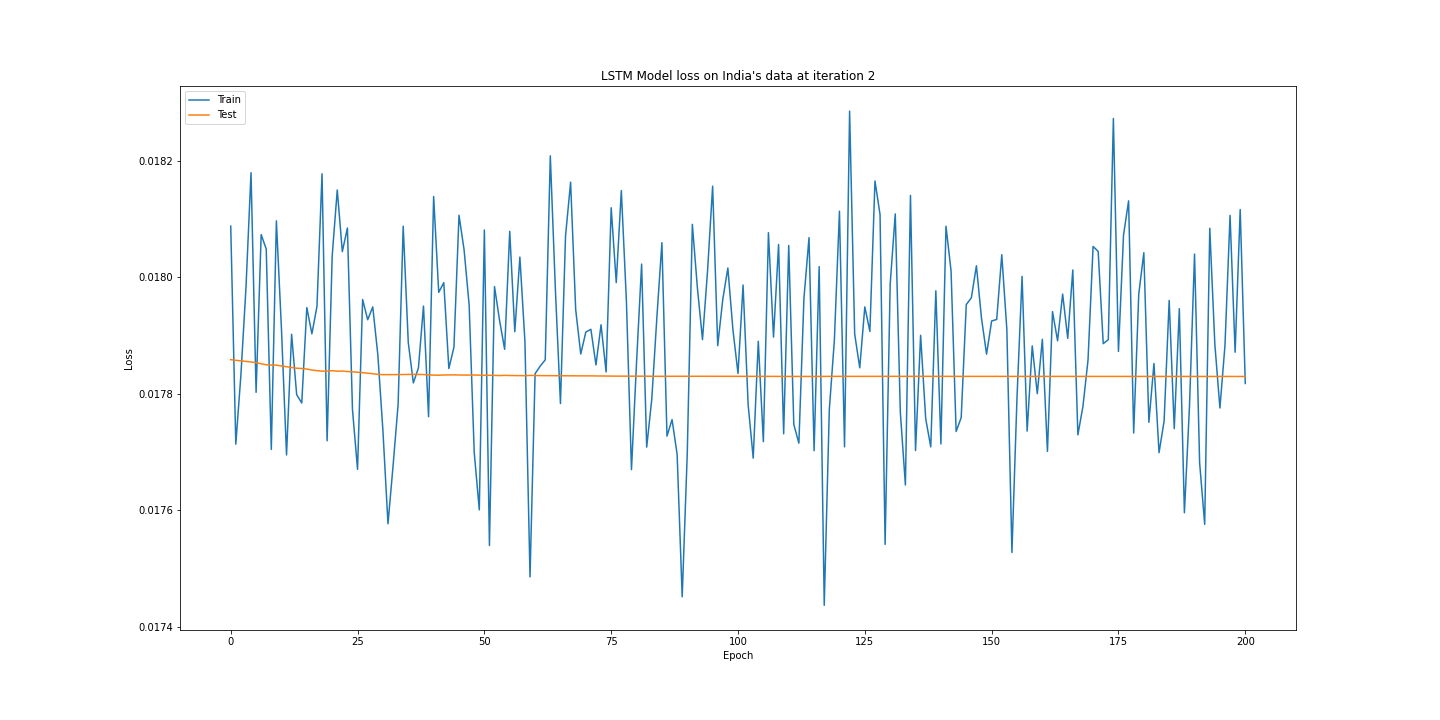 LSTM Model loss on India's data at iteration 2
Train
Test
0.0182
0.0180
0.0178
0.0176
0.0174
Loss
0 25 50 75 100 125 150 175 200
Epoch